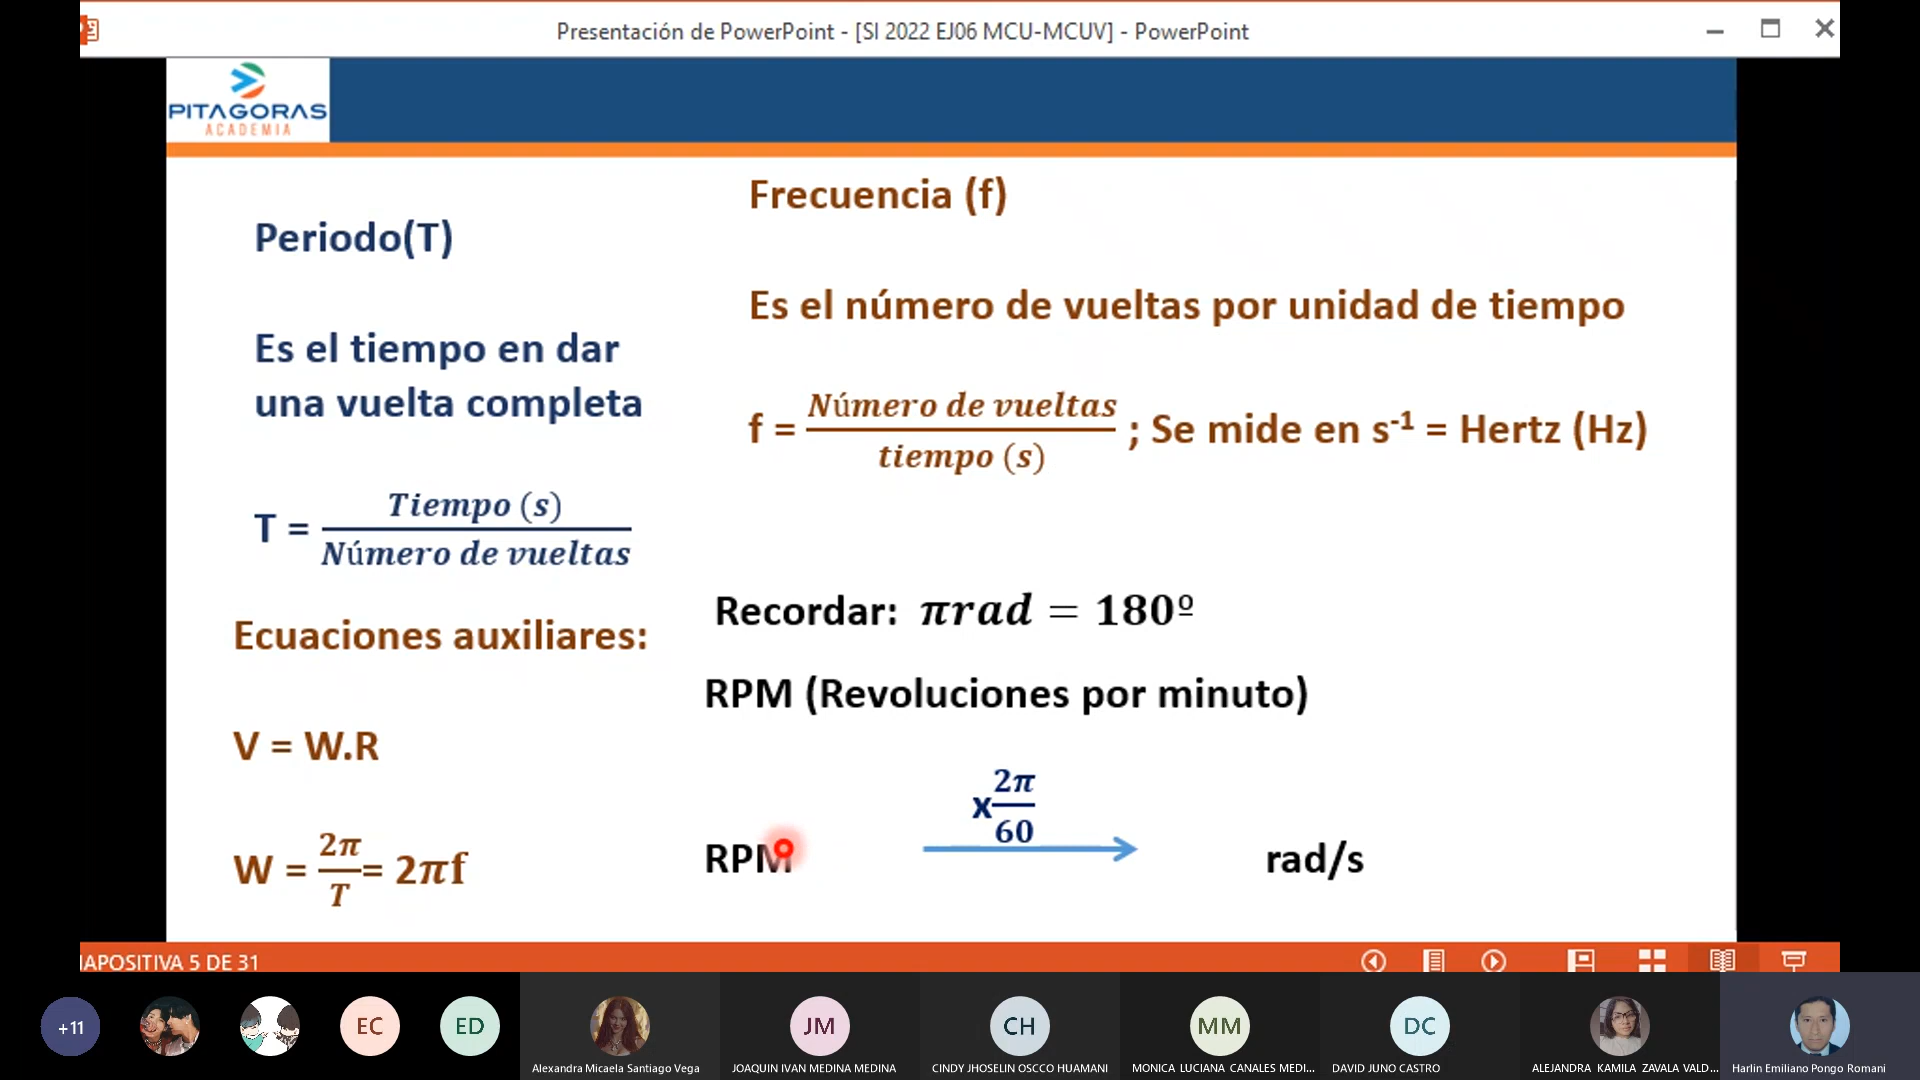 Presentación de PowerPoint - [SI 2022 EJ06 MCU-MCUV] - PowerPoint
PITAGORAS
ACADEMIA
Periodo(T)
Es el tiempo en dar
una vuelta completa
T = Tiempo (s) / Número de vueltas
Ecuaciones auxiliares:
V = W.R
W = 2π/T = 2πf
Frecuencia (f)
Es el número de vueltas por unidad de tiempo
f = Número de vueltas / tiempo (s) ; Se mide en s⁻¹ = Hertz (Hz)
Recordar: πrad = 180º
RPM (Revoluciones por minuto)
x 2π/60
RPM rad/s
IAPOSITIVA 5 DE 31
+11
EC
ED
JM
CH
MM
DC
Alexandra Micaela Santiago Vega
JOAQUIN IVAN MEDINA MEDINA
CINDY JHOSELIN OSCCO HUAMANI
MONICA LUCIANA CANALES MEDI...
DAVID JUNO CASTRO
ALEJANDRA KAMILA ZAVALA VALD...
Harlin Emiliano Pongo Romani